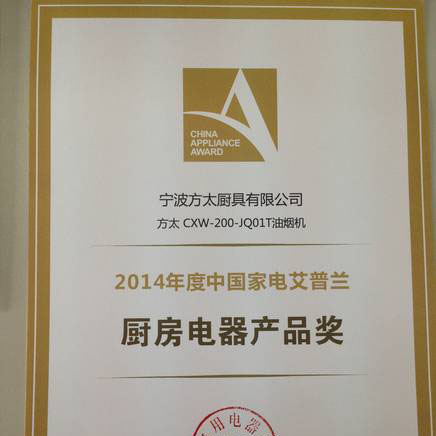 CHINA
APPLIANCE
AWARD
宁波方太厨具有限公司
方太 CXW-200-JQ01T油烟机
2014年度中国家电艾普兰
厨房电器产品奖
用电器